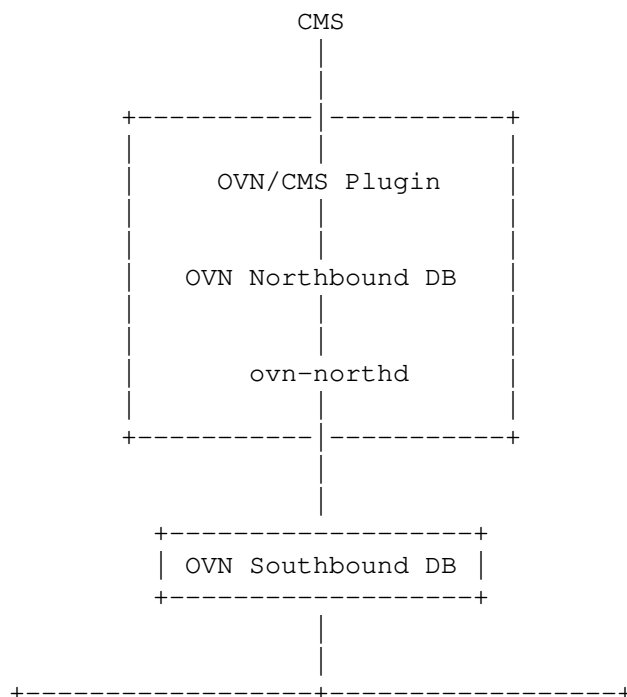 CMS
OVN/CMS Plugin
OVN Northbound DB
ovn-northd
OVN Southbound DB